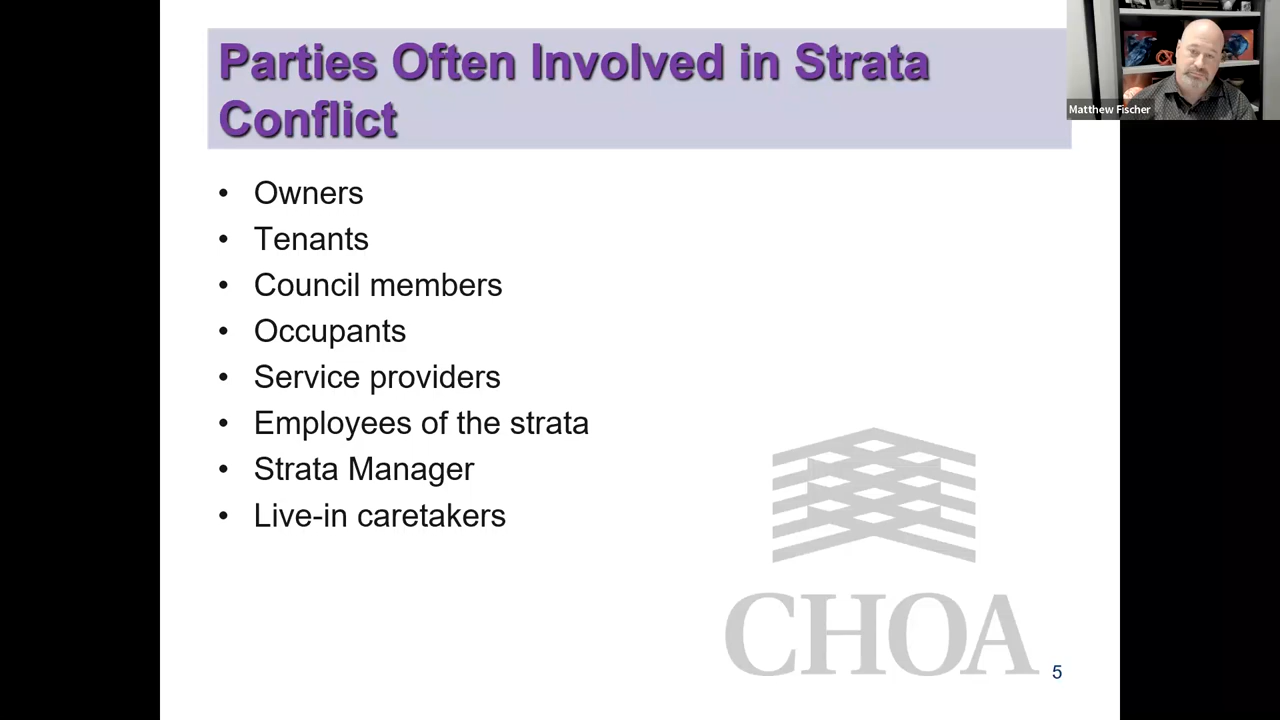 Parties Often Involved in Strata
Conflict
Matthew Fischer
• Owners
• Tenants
• Council members
• Occupants
• Service providers
• Employees of the strata
• Strata Manager
• Live-in caretakers
CHOA
5